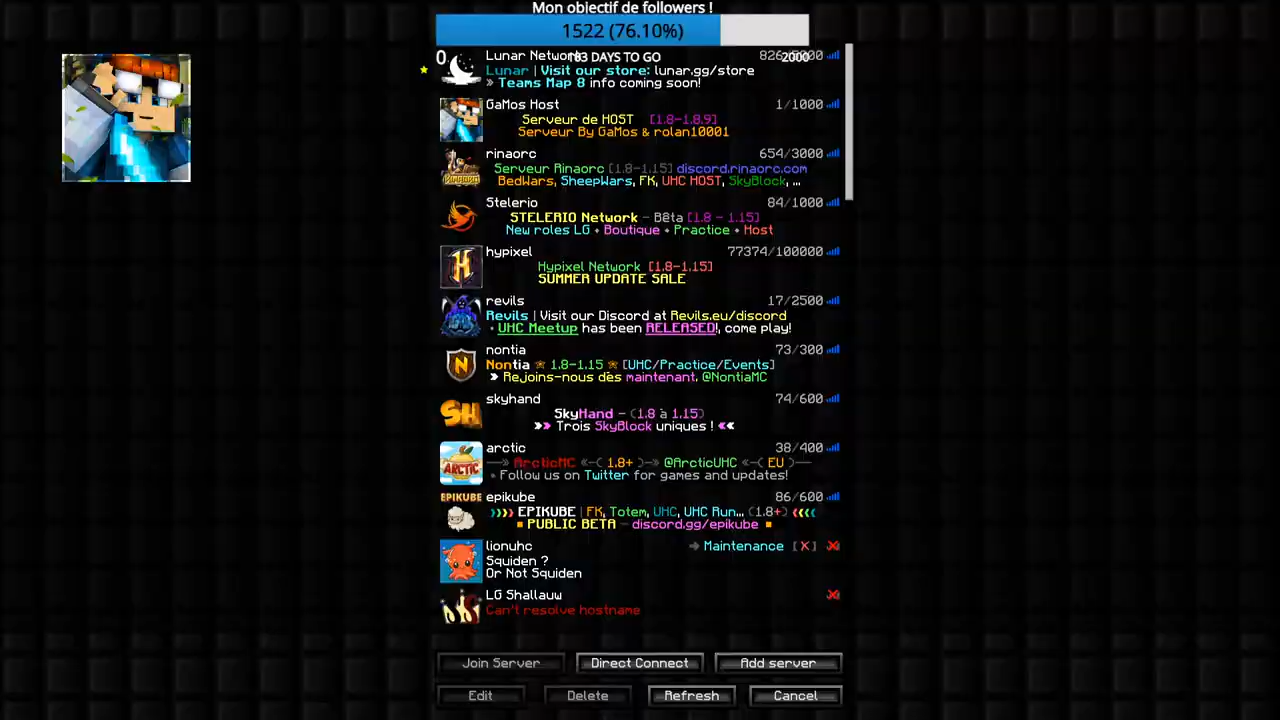 Mon objectif de followers !
1522 (76.10%)
0 183 DAYS TO GO 2000
Lunar Network 826/5000
Lunar | Visit our store: lunar.gg/store
» Teams Map 8 info coming soon!
GaMos Host 1/1000
Serveur de HOST [1.8-1.8.9]
Serveur By GaMos & rolan10001
rinaorc 654/3000
Serveur Rinaorc [1.8-1.15] discord.rinaorc.com
BedWars, SheepWars, FK, UHC HOST, SkyBlock, ...
Stelerio 84/1000
STELERIO Network - Bêta [1.8 - 1.15]
New roles LG • Boutique • Practice • Host
hypixel 77374/100000
Hypixel Network [1.8-1.15]
SUMMER UPDATE SALE
revils 17/2500
Revils | Visit our Discord at Revils.eu/discord
• UHC Meetup has been RELEASED!, come play!
nontia 73/300
Nontia 1.8-1.15 [UHC/Practice/Events]
» Rejoins-nous dès maintenant. @NontiaMC
skyhand 74/600
SH SkyHand - (1.8 à 1.15)
»» Trois SkyBlock uniques ! ««
arctic 38/400
ARCTIC ArcticMC «-( 1.8+ )-» @ArcticUHC «-( EU )
• Follow us on Twitter for games and updates!
epikube 86/600
EPIKUBE »»» EPIKUBE | FK, Totem, UHC, UHC Run... (1.8+) «««
■ PUBLIC BETA - discord.gg/epikube ■
lionuhc → Maintenance [X]
Squiden ?
Or Not Squiden
LG Shallauw
Can't resolve hostname
Join Server Direct Connect Add server
Edit Delete Refresh Cancel